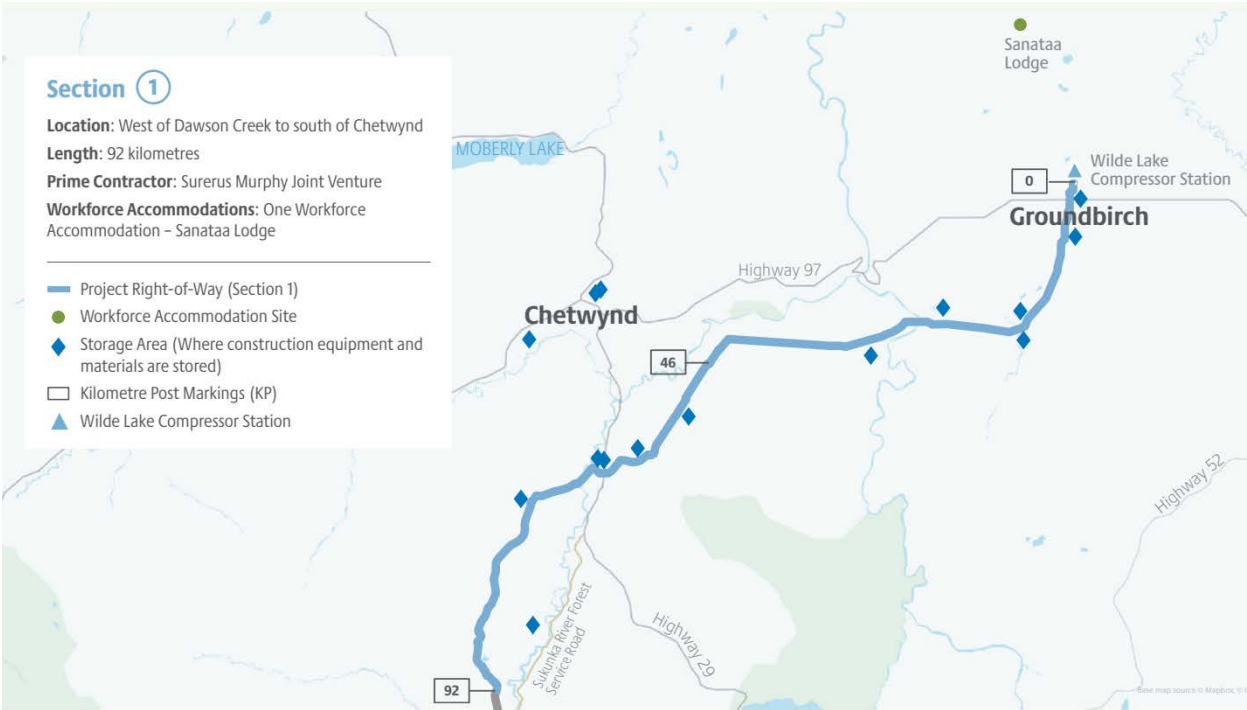 Section 1
Location: West of Dawson Creek to south of Chetwynd
Length: 92 kilometres
Prime Contractor: Surerus Murphy Joint Venture
Workforce Accommodations: One Workforce
Accommodation – Sanataa Lodge
Project Right-of-Way (Section 1)
Workforce Accommodation Site
Storage Area (Where construction equipment and
materials are stored)
Kilometre Post Markings (KP)
Wilde Lake Compressor Station
Sanataa
Lodge
MOBERLY LAKE
Wilde Lake
Compressor Station
0
Groundbirch
Highway 97
Chetwynd
46
Highway 52
Sukunka River Forest
Service Road
Highway 29
92
Base map source © Mapbox, ©